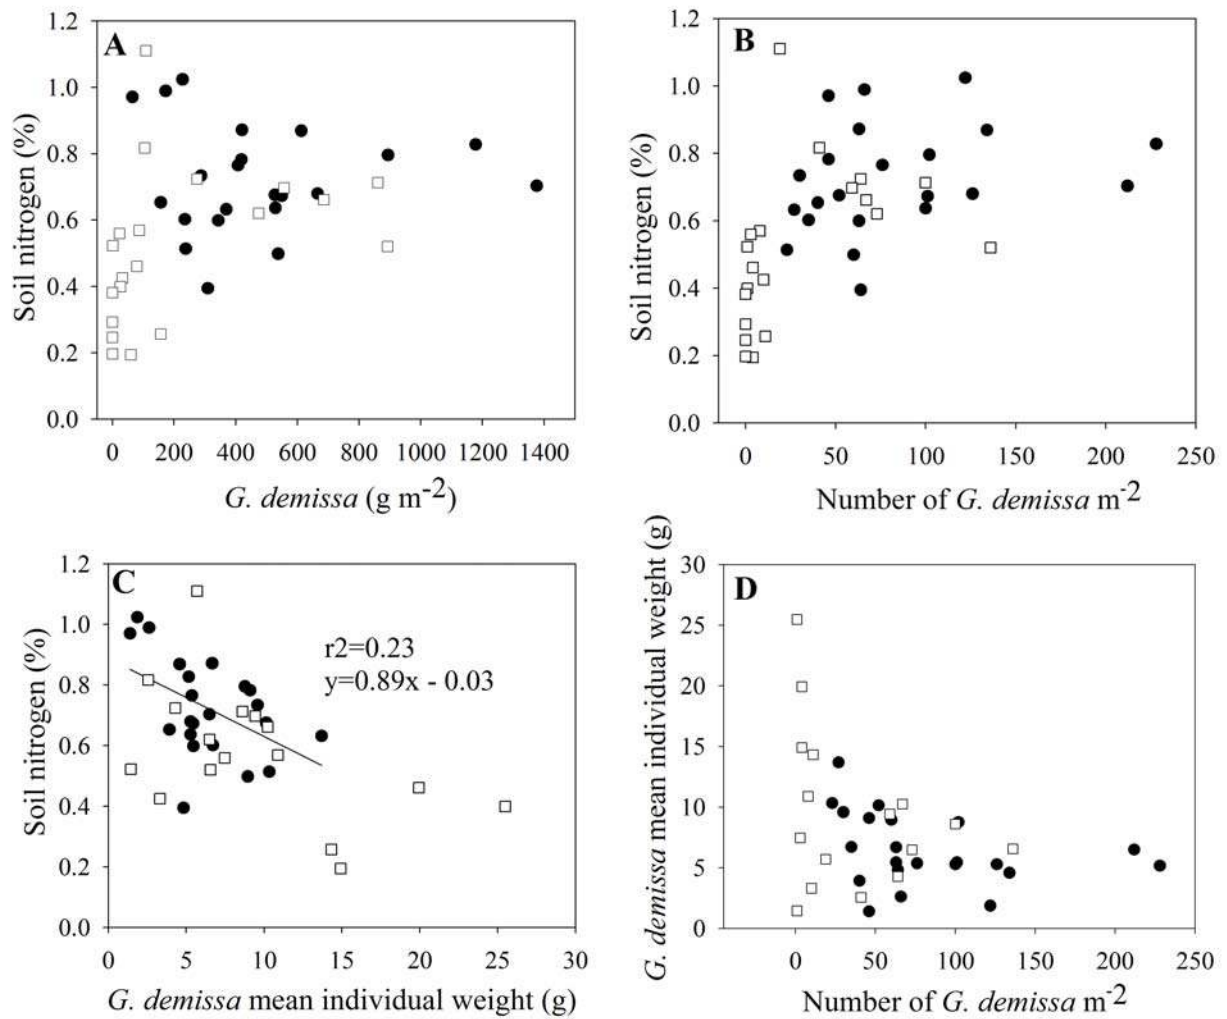 A
1.2
1.0
0.8
0.6
0.4
0.2
0.0
Soil nitrogen (%)
0 200 400 600 800 1000 1200 1400
G. demissa (g m-2)
B
1.2
1.0
0.8
0.6
0.4
0.2
0.0
Soil nitrogen (%)
0 50 100 150 200 250
Number of G. demissa m-2
C
1.2
1.0
0.8
0.6
0.4
0.2
0.0
Soil nitrogen (%)
r2=0.23
y=0.89x - 0.03
0 5 10 15 20 25 30
G. demissa mean individual weight (g)
D
30
25
20
15
10
5
0
G. demissa mean individual weight (g)
0 50 100 150 200 250
Number of G. demissa m-2